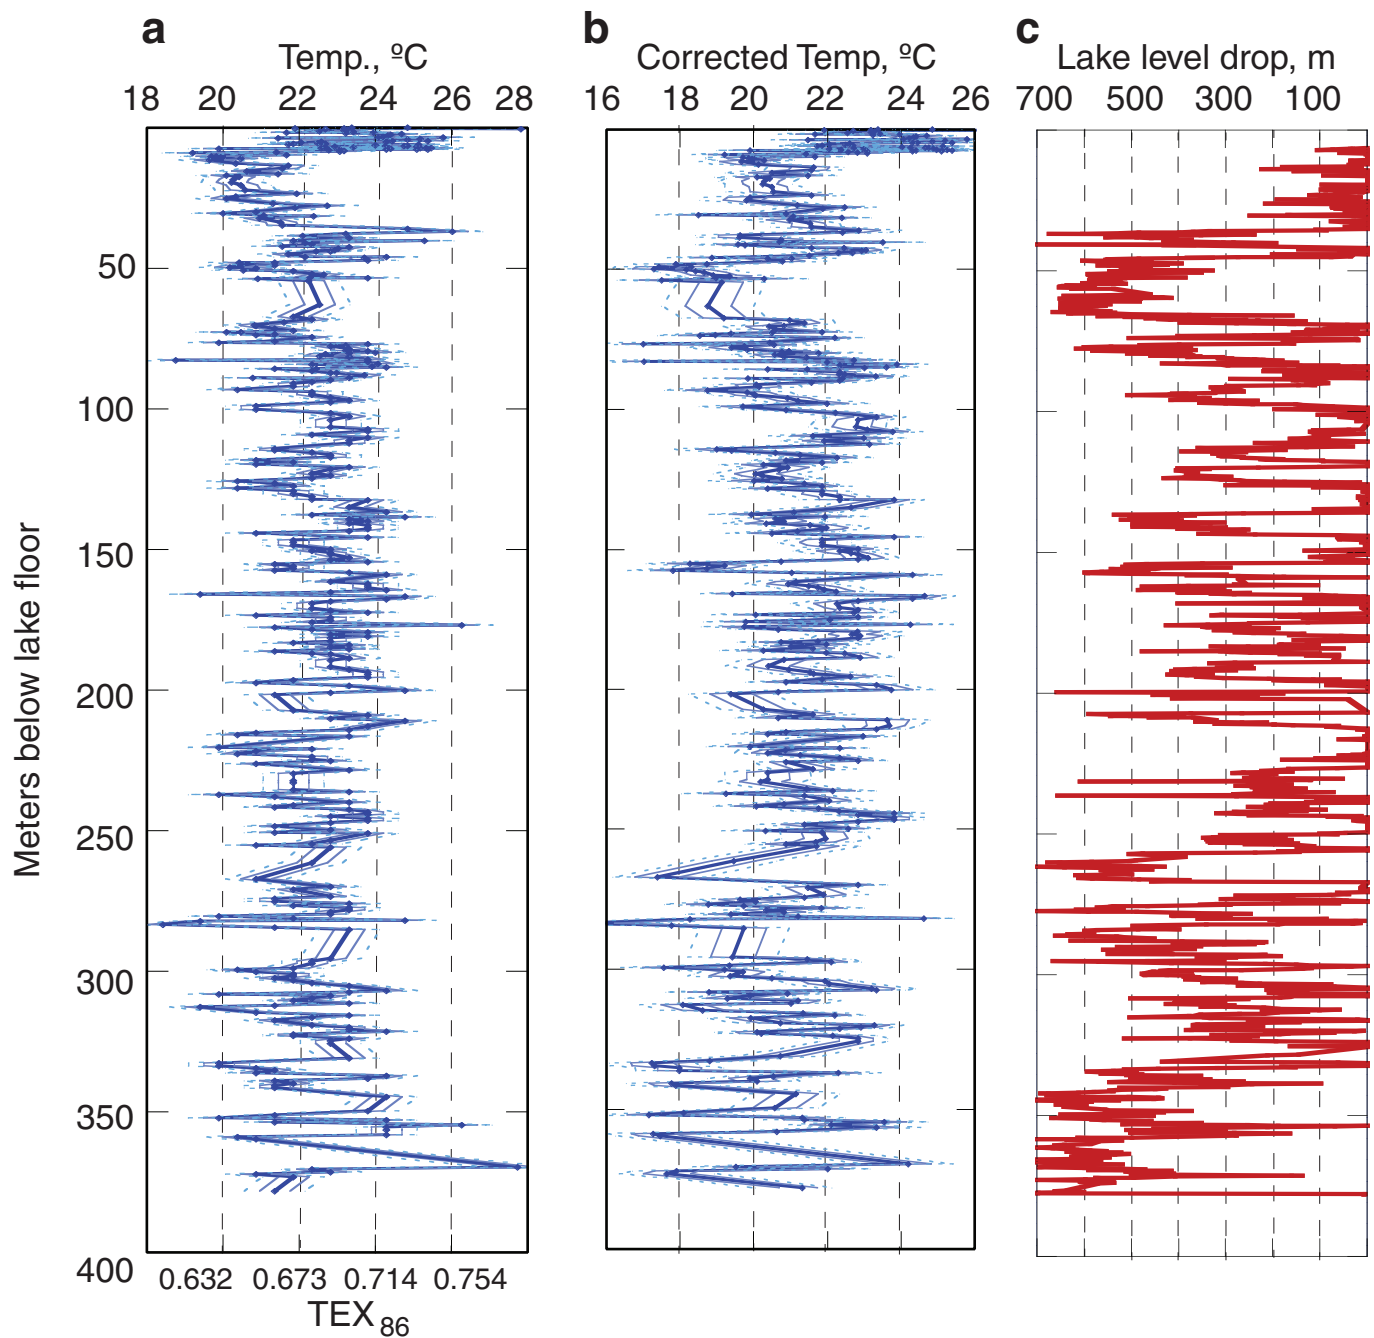 a
b
c
Temp., ºC
Corrected Temp, ºC
Lake level drop, m
18 20 22 24 26 28
16 18 20 22 24 26
700 500 300 100
50
100
150
200
250
300
350
400
Meters below lake floor
0.632 0.673 0.714 0.754
TEX86